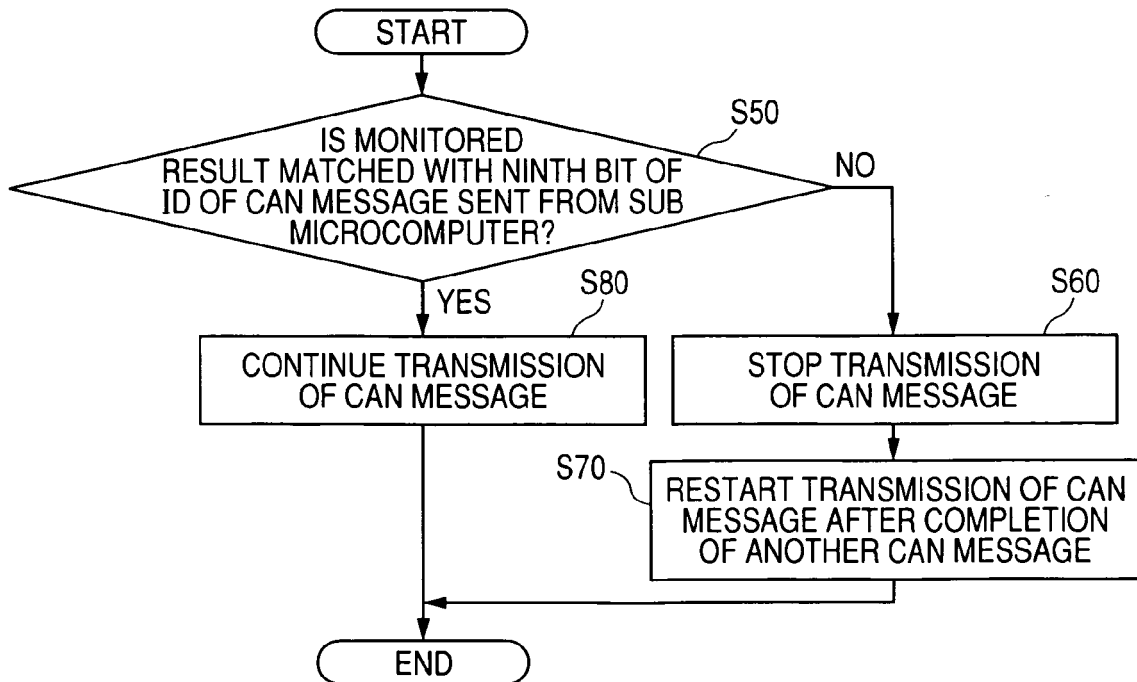 START
S50
IS MONITORED
RESULT MATCHED WITH NINTH BIT OF
ID OF CAN MESSAGE SENT FROM SUB
MICROCOMPUTER?
NO
YES
S80
CONTINUE TRANSMISSION
OF CAN MESSAGE
S60
STOP TRANSMISSION
OF CAN MESSAGE
S70
RESTART TRANSMISSION OF CAN
MESSAGE AFTER COMPLETION
OF ANOTHER CAN MESSAGE
END